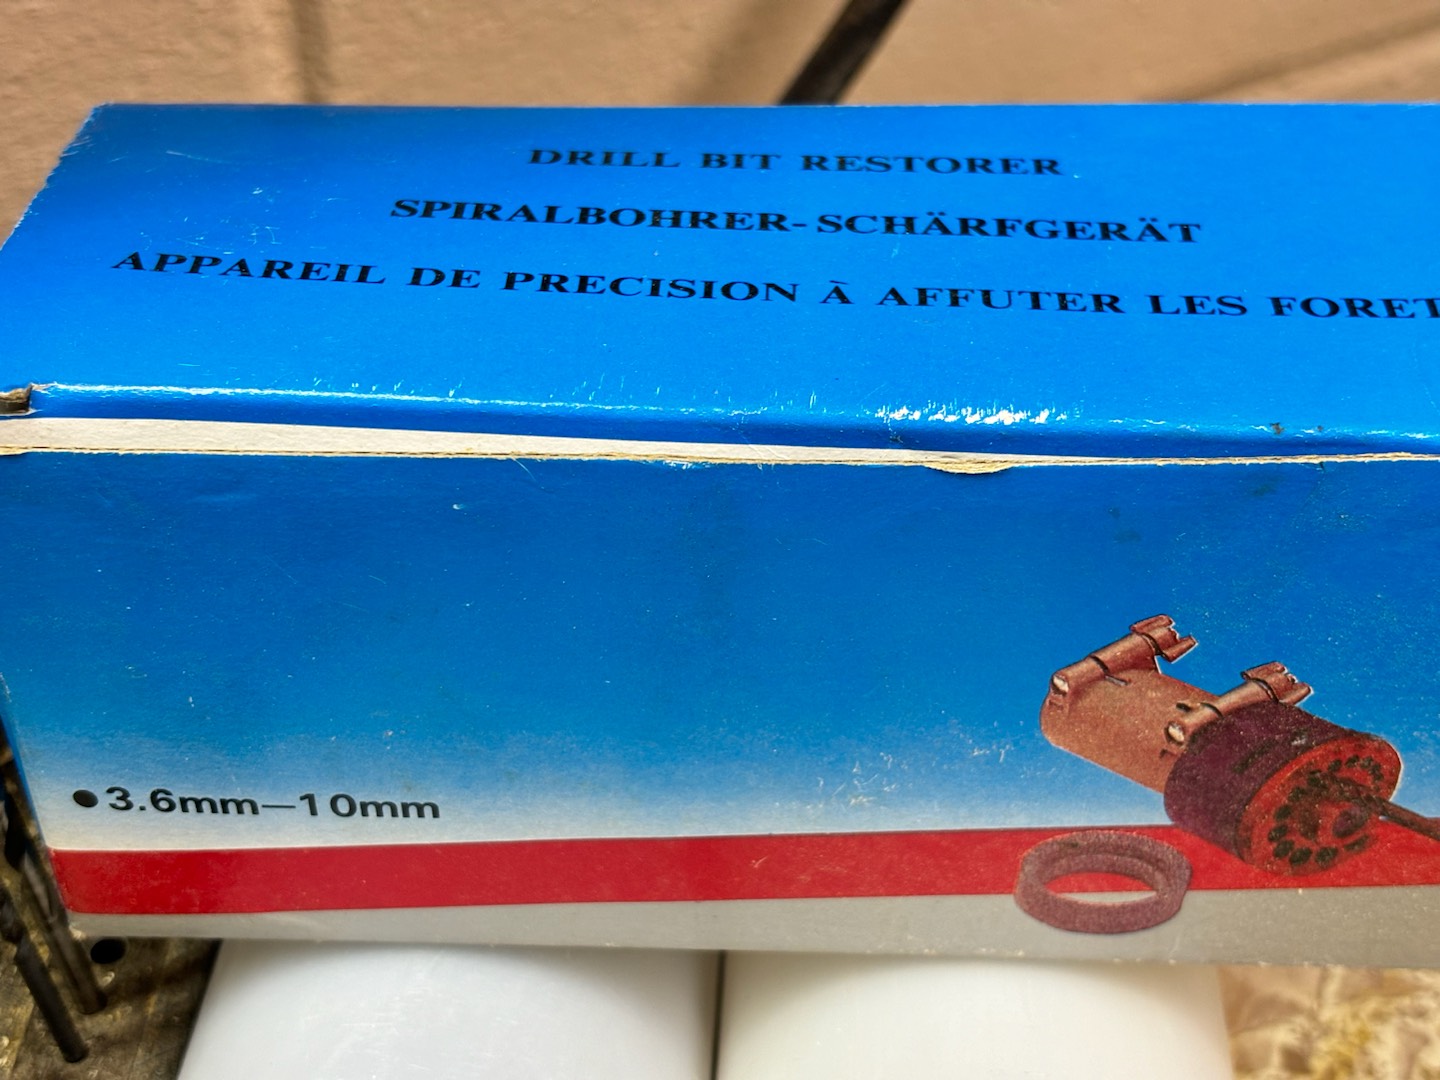 DRILL BIT RESTORER
SPIRALBOHRER-SCHÄRFGERÄT
APPAREIL DE PRECISION À AFFUTER LES FORET
●3.6mm—10mm